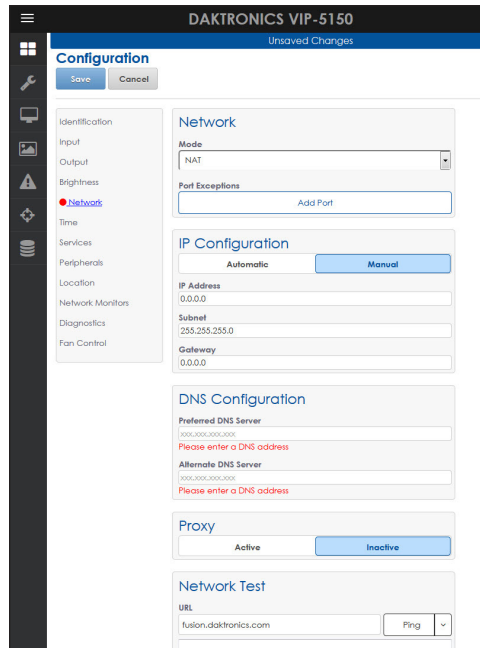 DAKTRONICS VIP-5150
Unsaved Changes
Configuration
Save Cancel
Identification
Input
Output
Brightness
Network
Time
Services
Peripherals
Location
Network Monitors
Diagnostics
Fan Control
Network
Mode
NAT
Port Exceptions
Add Port
IP Configuration
Automatic Manual
IP Address
0.0.0.0
Subnet
255.255.255.0
Gateway
0.0.0.0
DNS Configuration
Preferred DNS Server
xxx.xxx.xxx.xxx
Please enter a DNS address
Alternate DNS Server
xxx.xxx.xxx.xxx
Please enter a DNS address
Proxy
Active Inactive
Network Test
URL
fusion.daktronics.com Ping